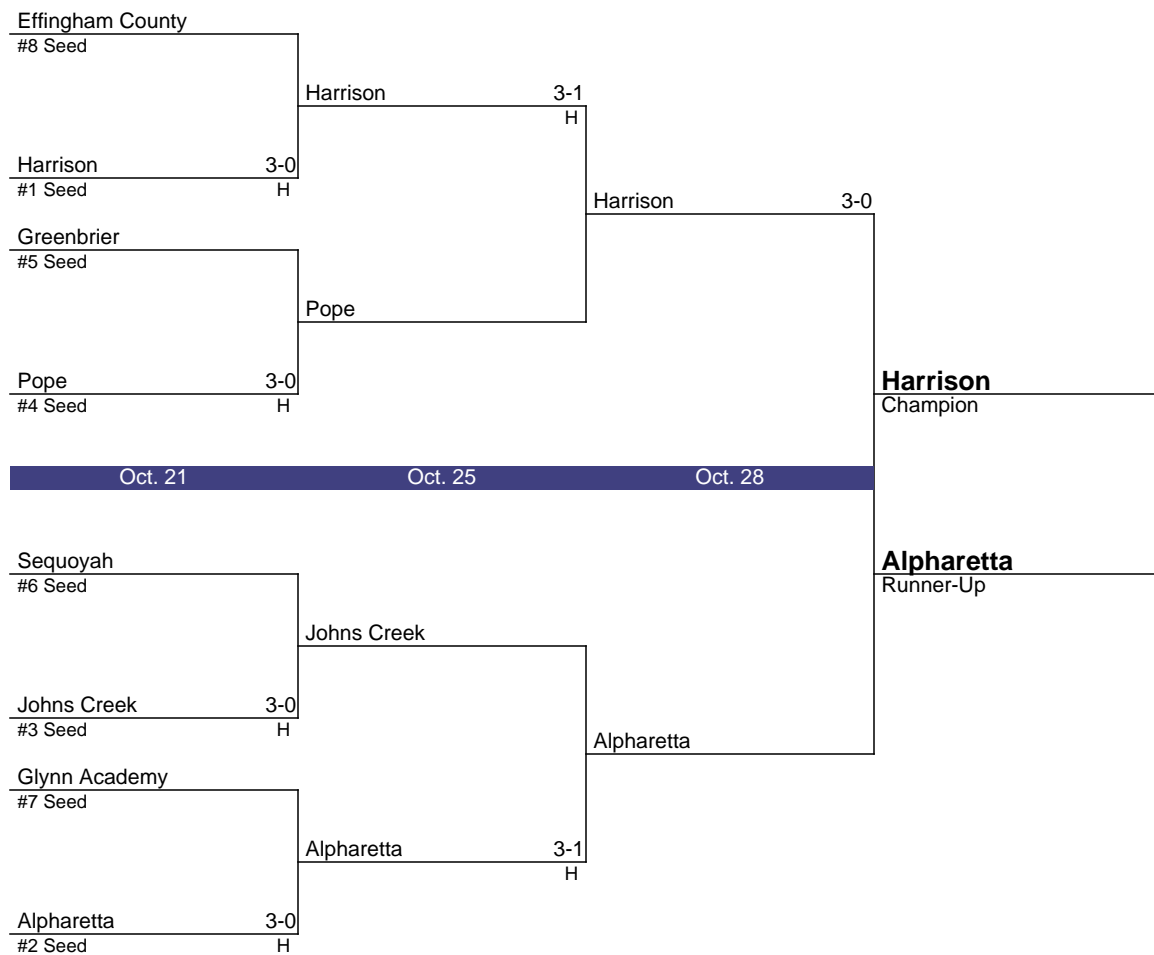 Effingham County
#8 Seed
Harrison 3-1
H
Harrison 3-0
#1 Seed H
Harrison 3-0
Greenbrier
#5 Seed
Pope
Pope 3-0
#4 Seed H
Harrison
Champion
Oct. 21 Oct. 25 Oct. 28
Sequoyah
#6 Seed
Alpharetta
Runner-Up
Johns Creek
Johns Creek 3-0
#3 Seed H
Alpharetta
Glynn Academy
#7 Seed
Alpharetta 3-1
H
Alpharetta 3-0
#2 Seed H